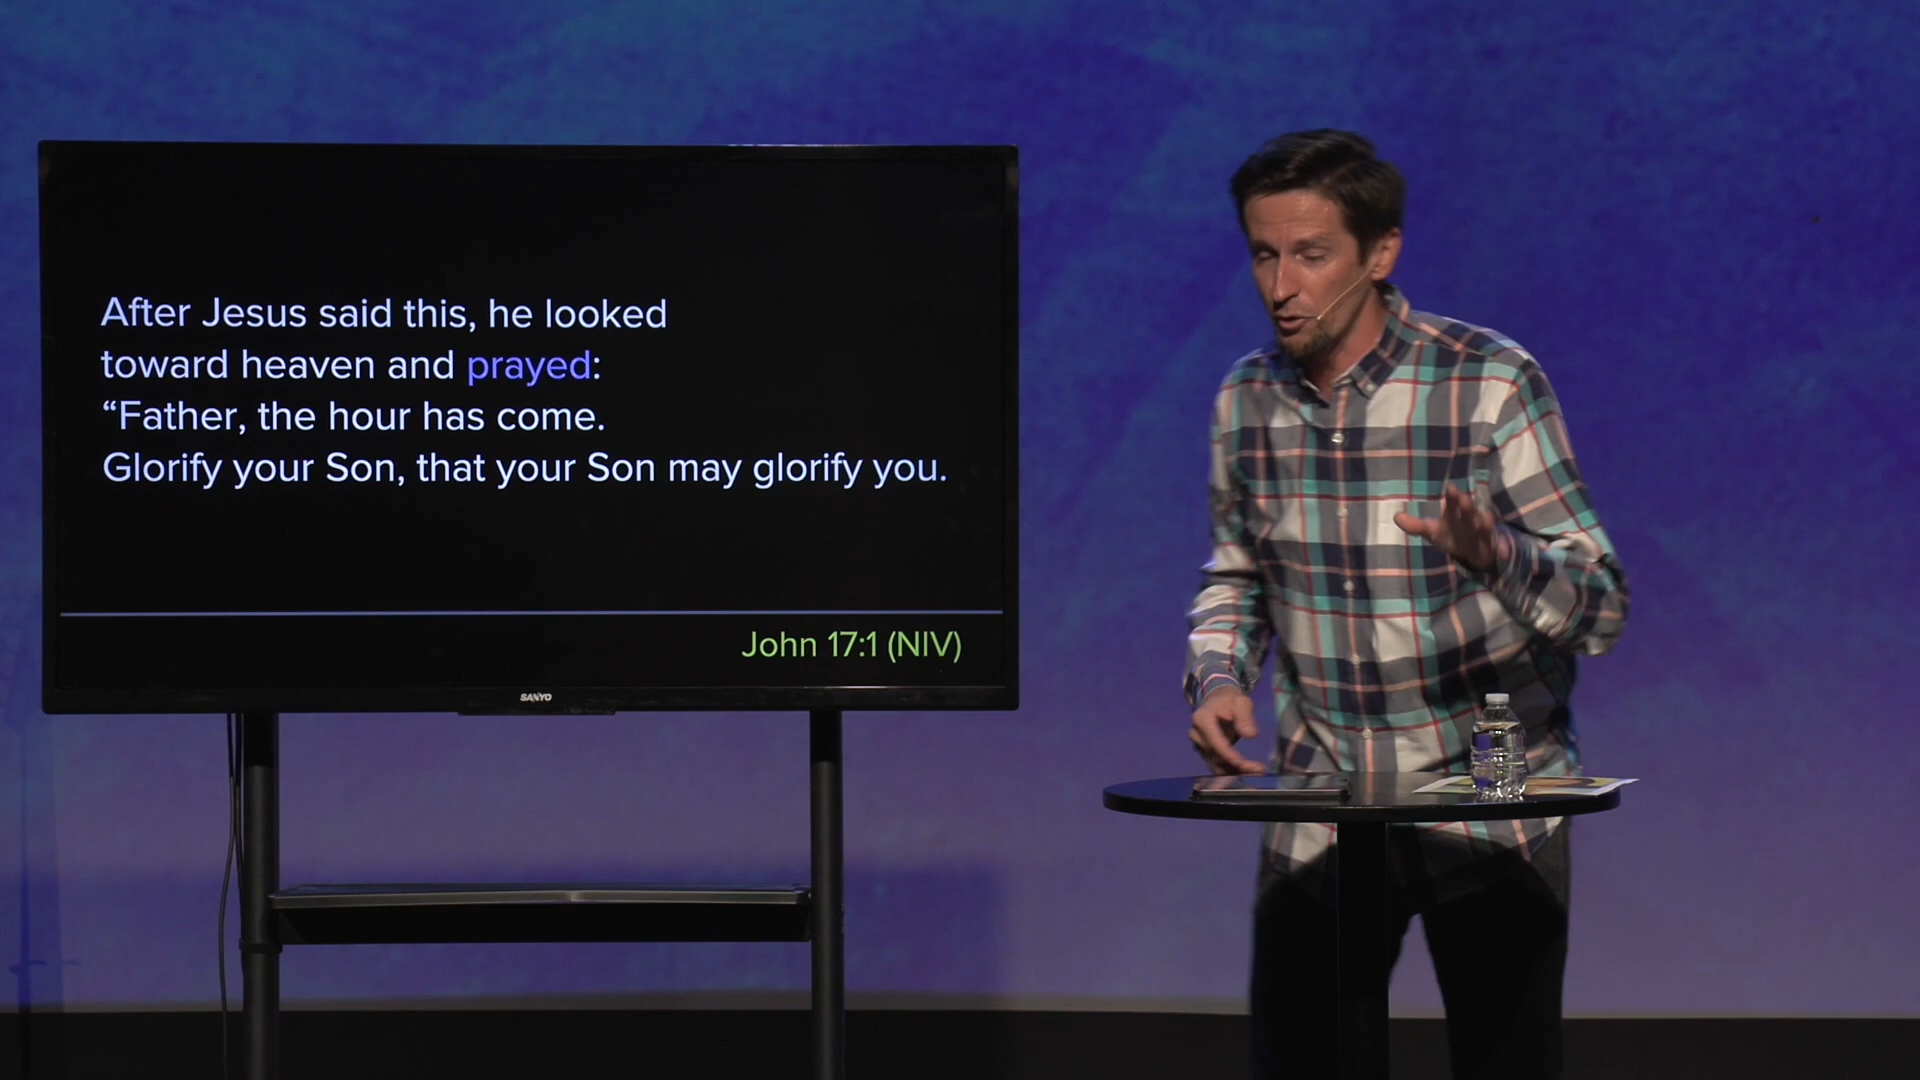 After Jesus said this, he looked
toward heaven and prayed:
“Father, the hour has come.
Glorify your Son, that your Son may glorify you.
John 17:1 (NIV)
SANYO